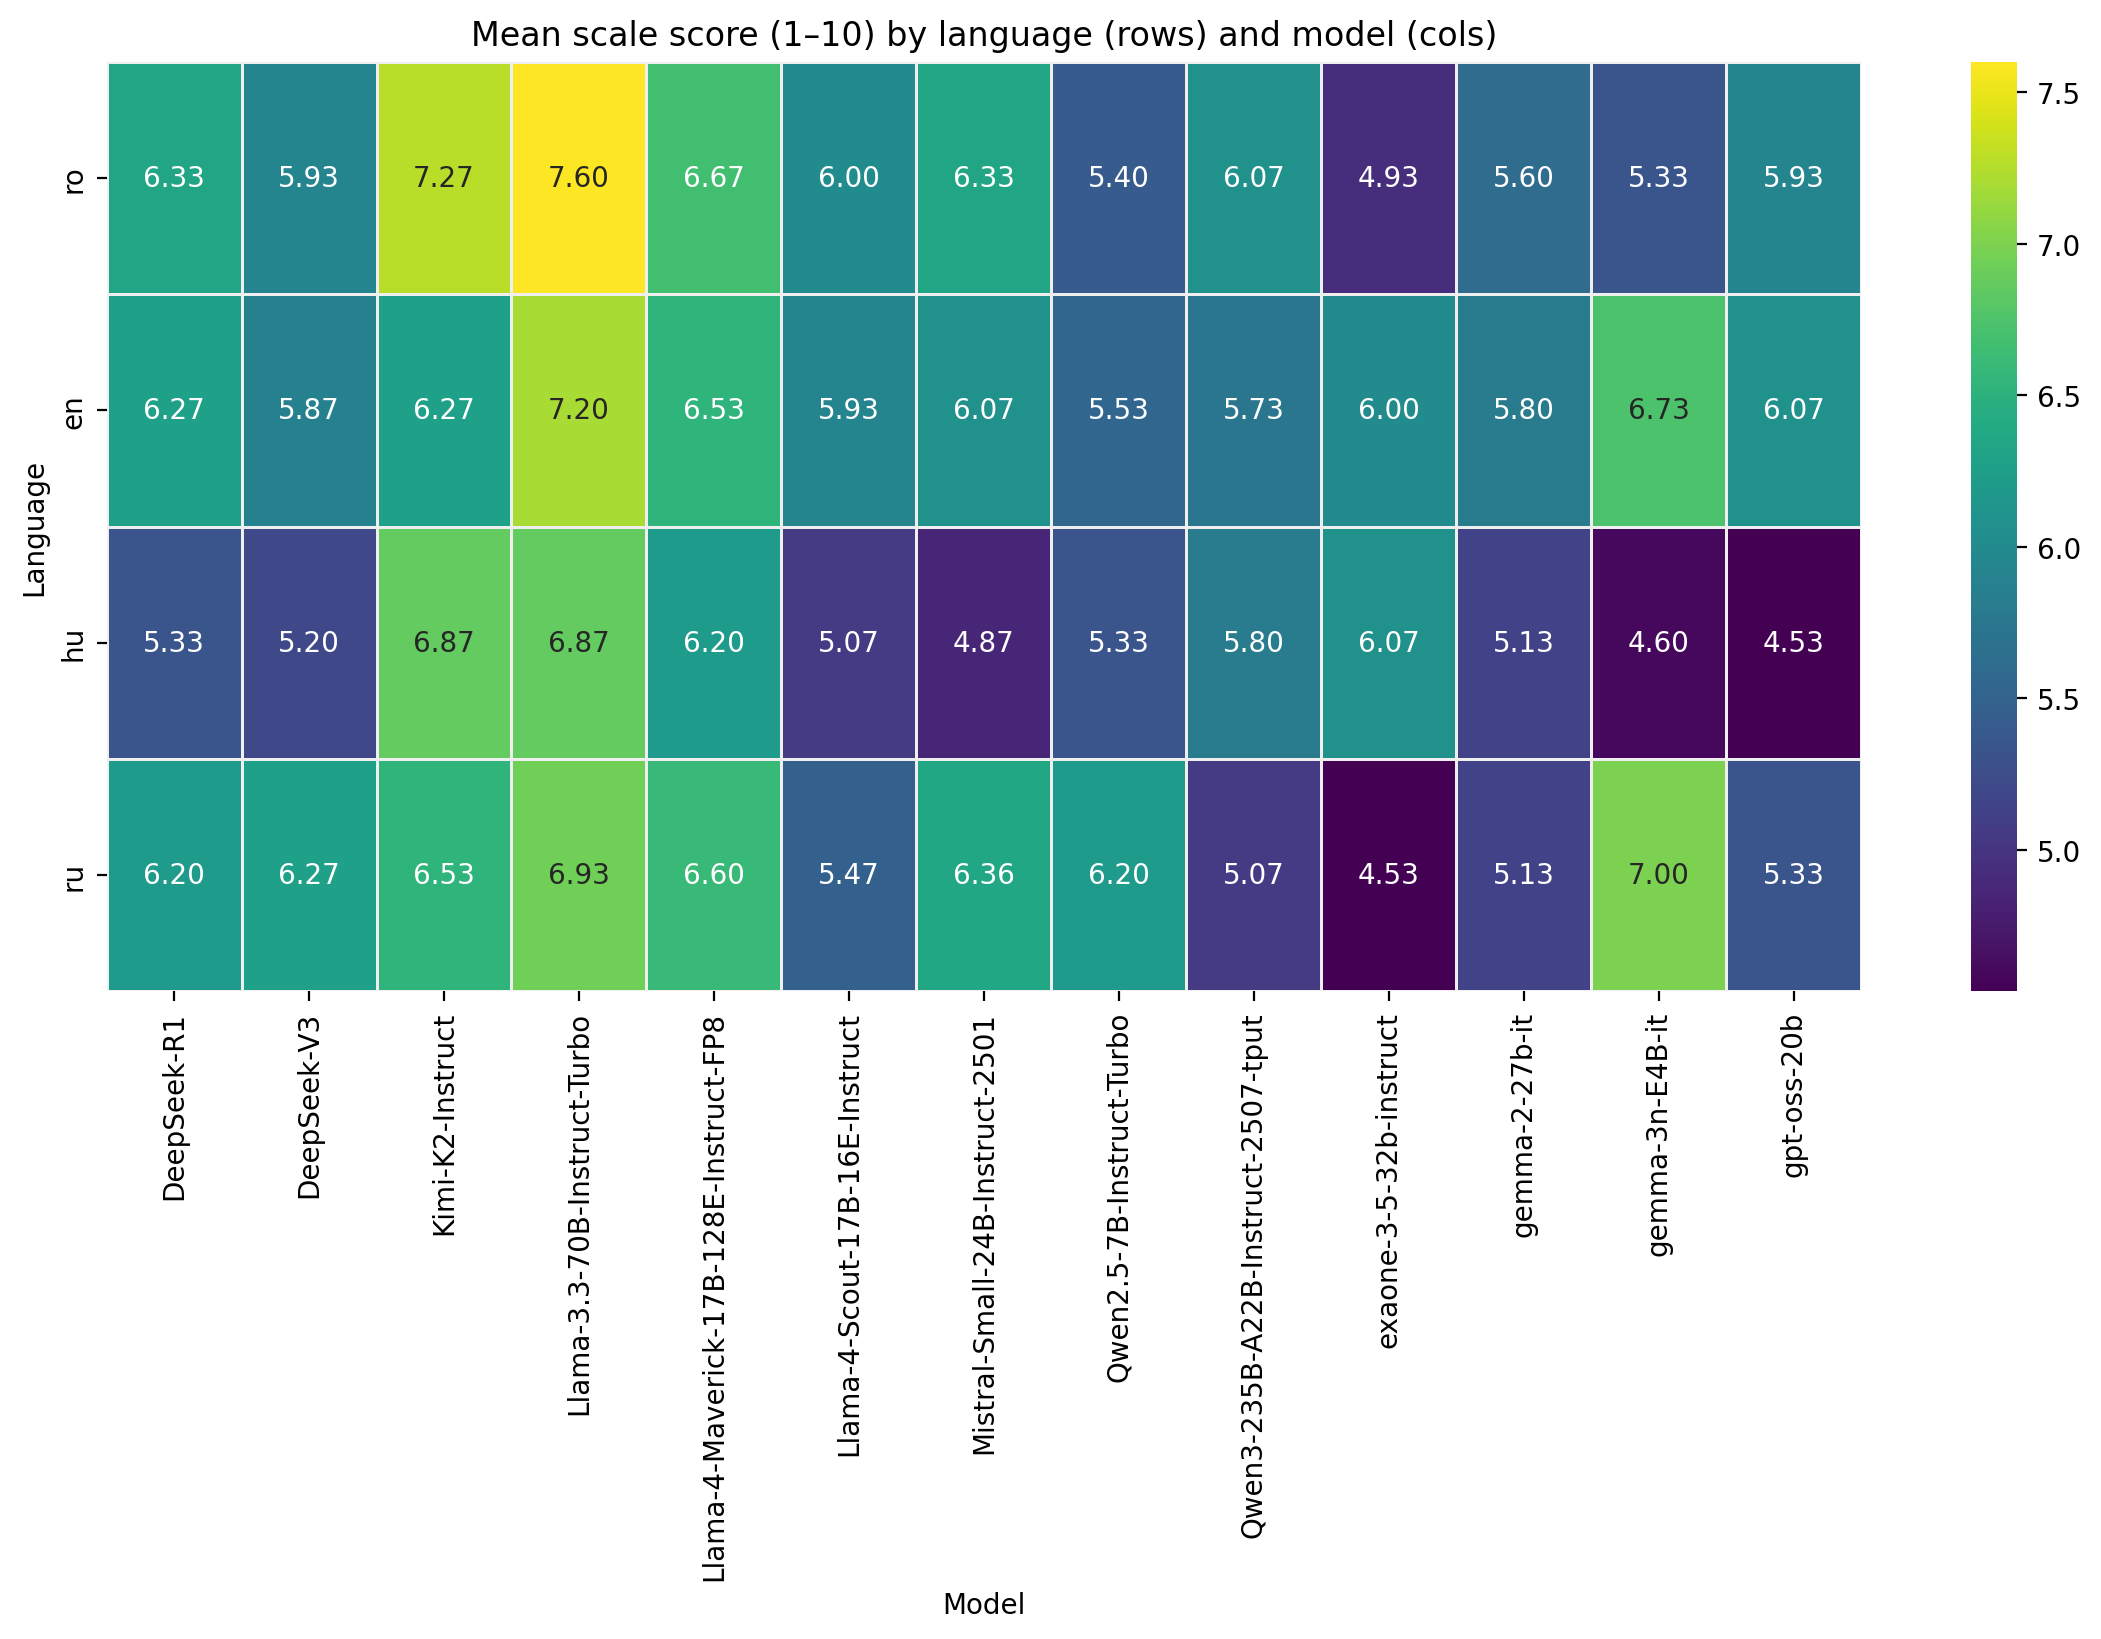 Mean scale score (1–10) by language (rows) and model (cols)
ro 6.33 5.93 7.27 7.60 6.67 6.00 6.33 5.40 6.07 4.93 5.60 5.33 5.93
en 6.27 5.87 6.27 7.20 6.53 5.93 6.07 5.53 5.73 6.00 5.80 6.73 6.07
hu 5.33 5.20 6.87 6.87 6.20 5.07 4.87 5.33 5.80 6.07 5.13 4.60 4.53
ru 6.20 6.27 6.53 6.93 6.60 5.47 6.36 6.20 5.07 4.53 5.13 7.00 5.33
Language
DeepSeek-R1
DeepSeek-V3
Kimi-K2-Instruct
Llama-3.3-70B-Instruct-Turbo
Llama-4-Maverick-17B-128E-Instruct-FP8
Llama-4-Scout-17B-16E-Instruct
Mistral-Small-24B-Instruct-2501
Qwen2.5-7B-Instruct-Turbo
Qwen3-235B-A22B-Instruct-2507-tput
exaone-3-5-32b-instruct
gemma-2-27b-it
gemma-3n-E4B-it
gpt-oss-20b
Model
7.5
7.0
6.5
6.0
5.5
5.0